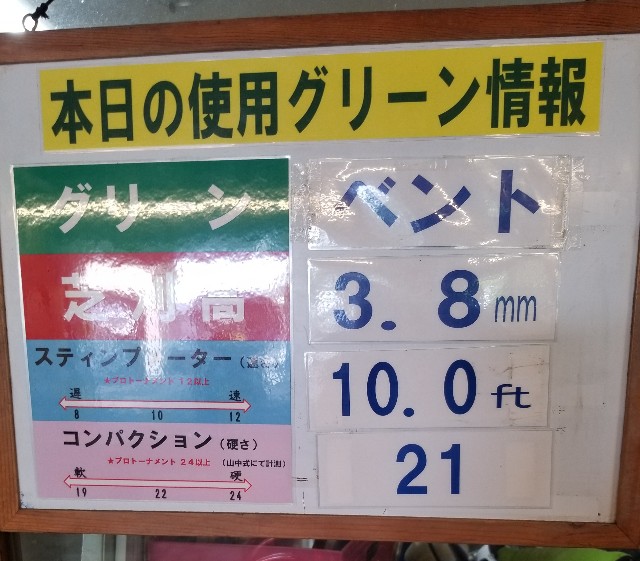 本日の使用グリーン情報
グリーン ベント
芝刈高 3.8mm
スティンプメーター(速さ) 10.0ft
★プロトーナメント 12以上
遅 速
8 10 12
コンパクション(硬さ) 21
★プロトーナメント 24以上 (山中式にて計測)
軟 硬
19 22 24